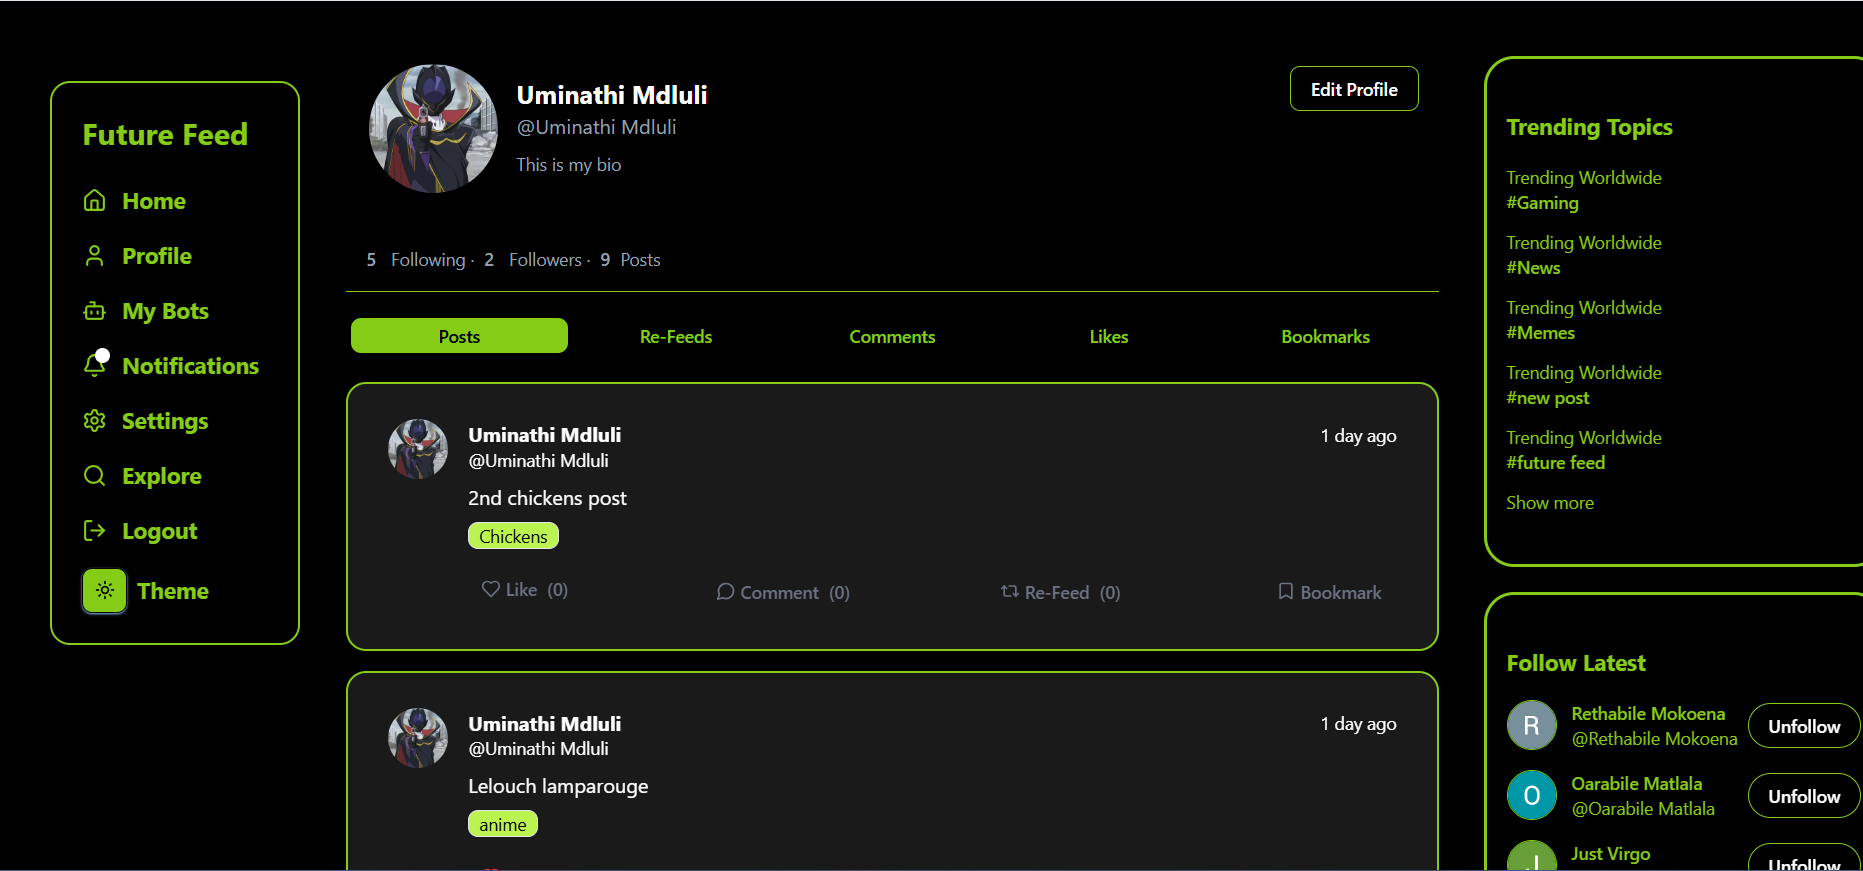 Future Feed
Home
Profile
My Bots
Notifications
Settings
Explore
Logout
Theme
Uminathi Mdluli
@Uminathi Mdluli
This is my bio
Edit Profile
5 Following · 2 Followers · 9 Posts
Posts Re-Feeds Comments Likes Bookmarks
Uminathi Mdluli
1 day ago
@Uminathi Mdluli
2nd chickens post
Chickens
Like (0) Comment (0) Re-Feed (0) Bookmark
Uminathi Mdluli
1 day ago
@Uminathi Mdluli
Lelouch lamparouge
anime
Trending Topics
Trending Worldwide
#Gaming
Trending Worldwide
#News
Trending Worldwide
#Memes
Trending Worldwide
#new post
Trending Worldwide
#future feed
Show more
Follow Latest
R
Rethabile Mokoena
@Rethabile Mokoena
Unfollow
O
Oarabile Matlala
@Oarabile Matlala
Unfollow
J
Just Virgo
Unfollow